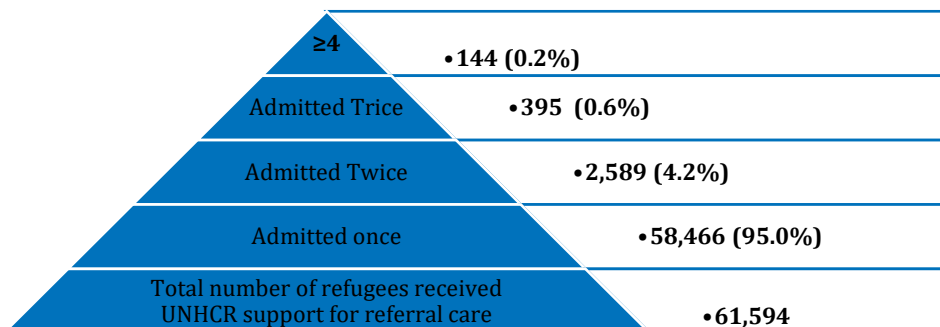 ≥4
•144 (0.2%)
Admitted Trice
•395 (0.6%)
Admitted Twice
•2,589 (4.2%)
Admitted once
•58,466 (95.0%)
Total number of refugees received
UNHCR support for referral care
•61,594